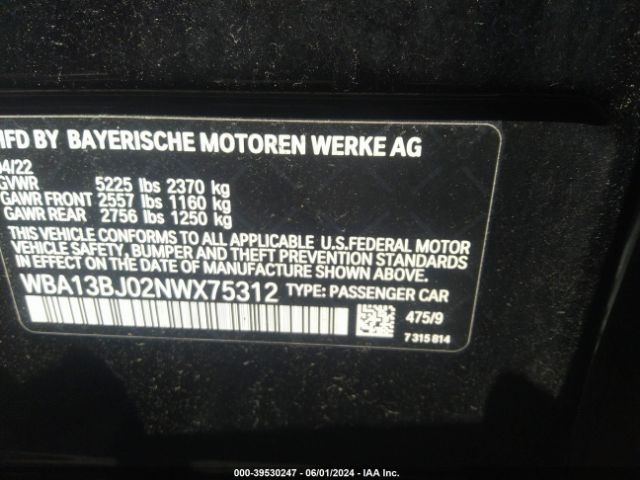 MFD BY BAYERISCHE MOTOREN WERKE AG
04/22
GVWR 5225 lbs 2370 kg
GAWR FRONT 2557 lbs 1160 kg
GAWR REAR 2756 lbs 1250 kg
THIS VEHICLE CONFORMS TO ALL APPLICABLE U.S.FEDERAL MOTOR
VEHICLE SAFETY, BUMPER AND THEFT PREVENTION STANDARDS
IN EFFECT ON THE DATE OF MANUFACTURE SHOWN ABOVE.
WBA13BJ02NWX75312 TYPE: PASSENGER CAR
475/9
7 315 814
000-39530247 - 06/01/2024 - IAA Inc.